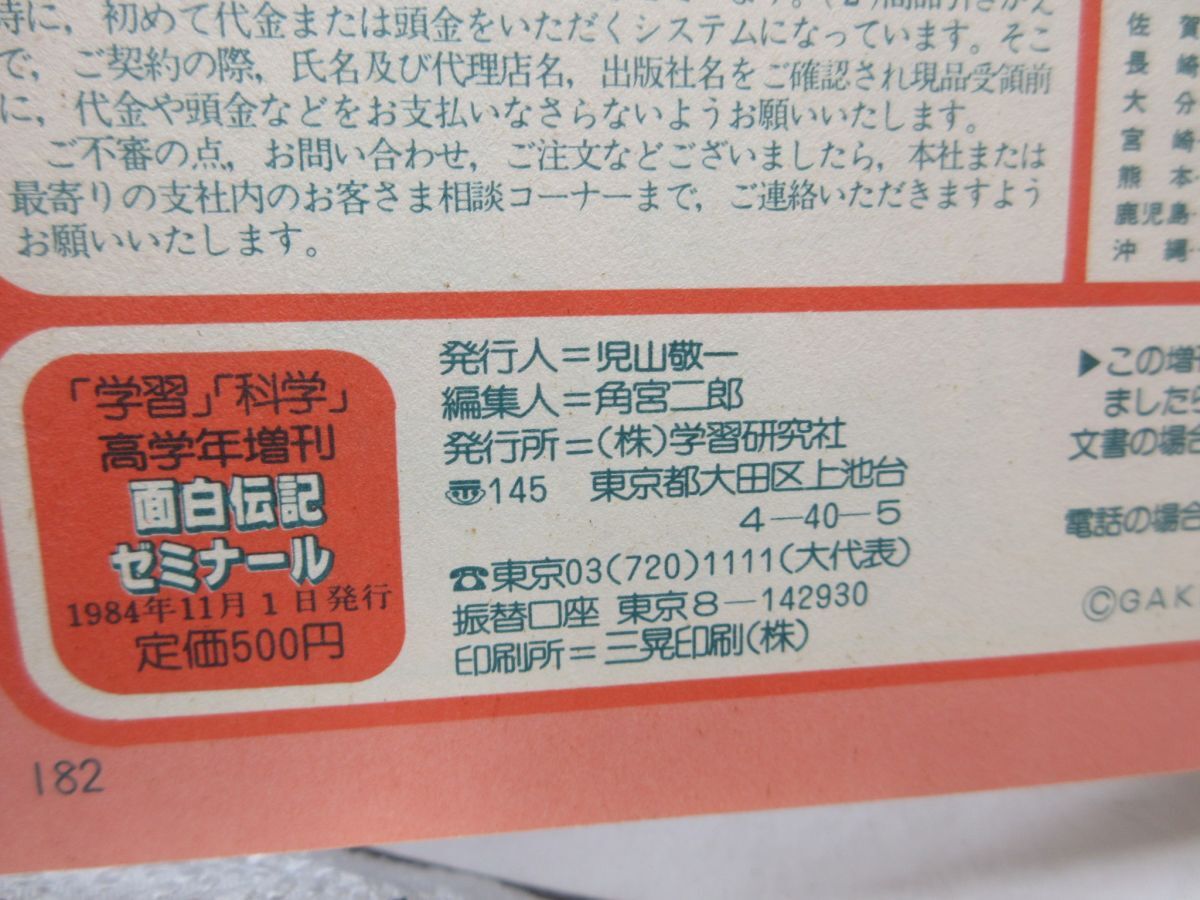 時に，初めて代金または頭金をいただくシステムになっています。そこ
で，ご契約の際，氏名及び代理店名，出版社名をご確認され現品受領前
に，代金や頭金などをお支払いなさらないようお願いいたします。
ご不審の点，お問い合わせ，ご注文などございましたら，本社または
最寄りの支社内のお客さま相談コーナーまで，ご連絡いただきますよう
お願いいたします。
佐賀
長崎
大分
宮崎
熊本
鹿児島
沖縄
「学習」「科学」
高学年増刊
面白伝記
ゼミナール
1984年11月1日発行
定価500円
発行人＝児山敬一
編集人＝角宮二郎
発行所＝(株)学習研究社
〠145 東京都大田区上池台
4—40—5
☎東京03(720)1111(大代表)
振替口座 東京8—142930
印刷所＝三晃印刷(株)
▶この増刊
ましたら
文書の場合
電話の場合
©GAK
182